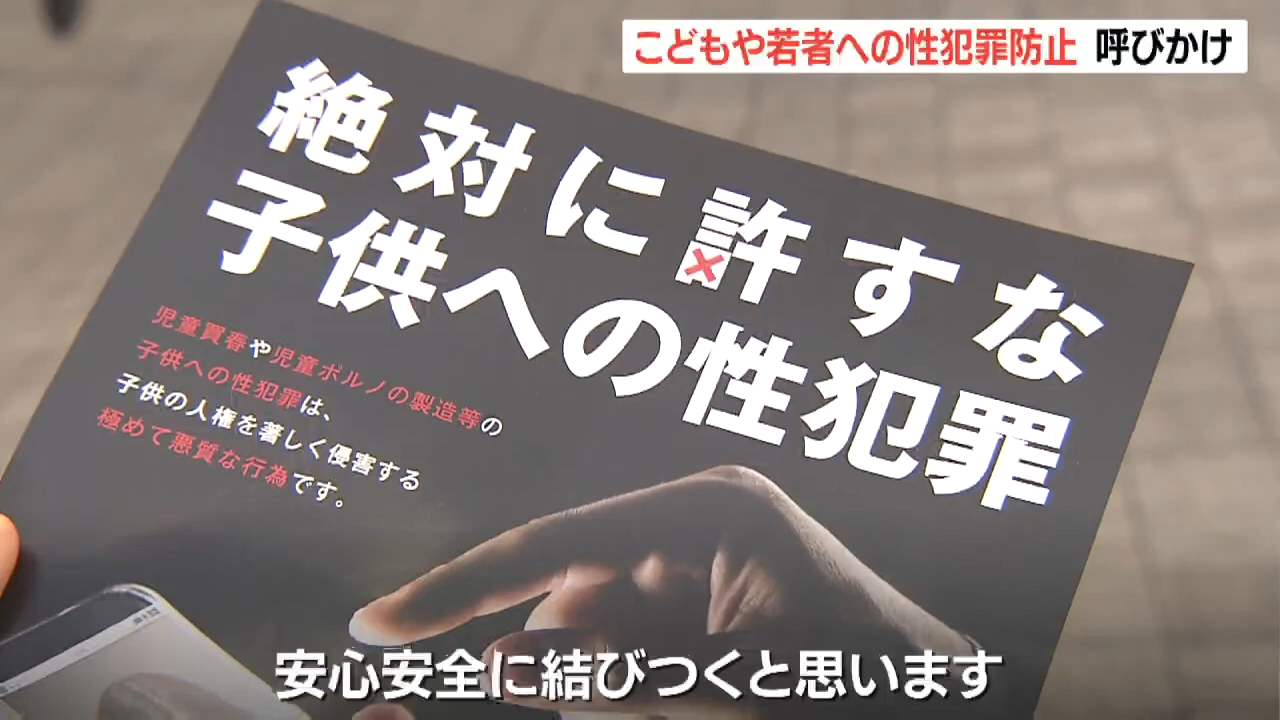 こどもや若者への性犯罪防止 呼びかけ
絶対に許すな
子供への性犯罪
児童買春や児童ポルノの製造等の
子供への性犯罪は、
子供の人権を著しく侵害する
極めて悪質な行為です。
安心安全に結びつくと思います